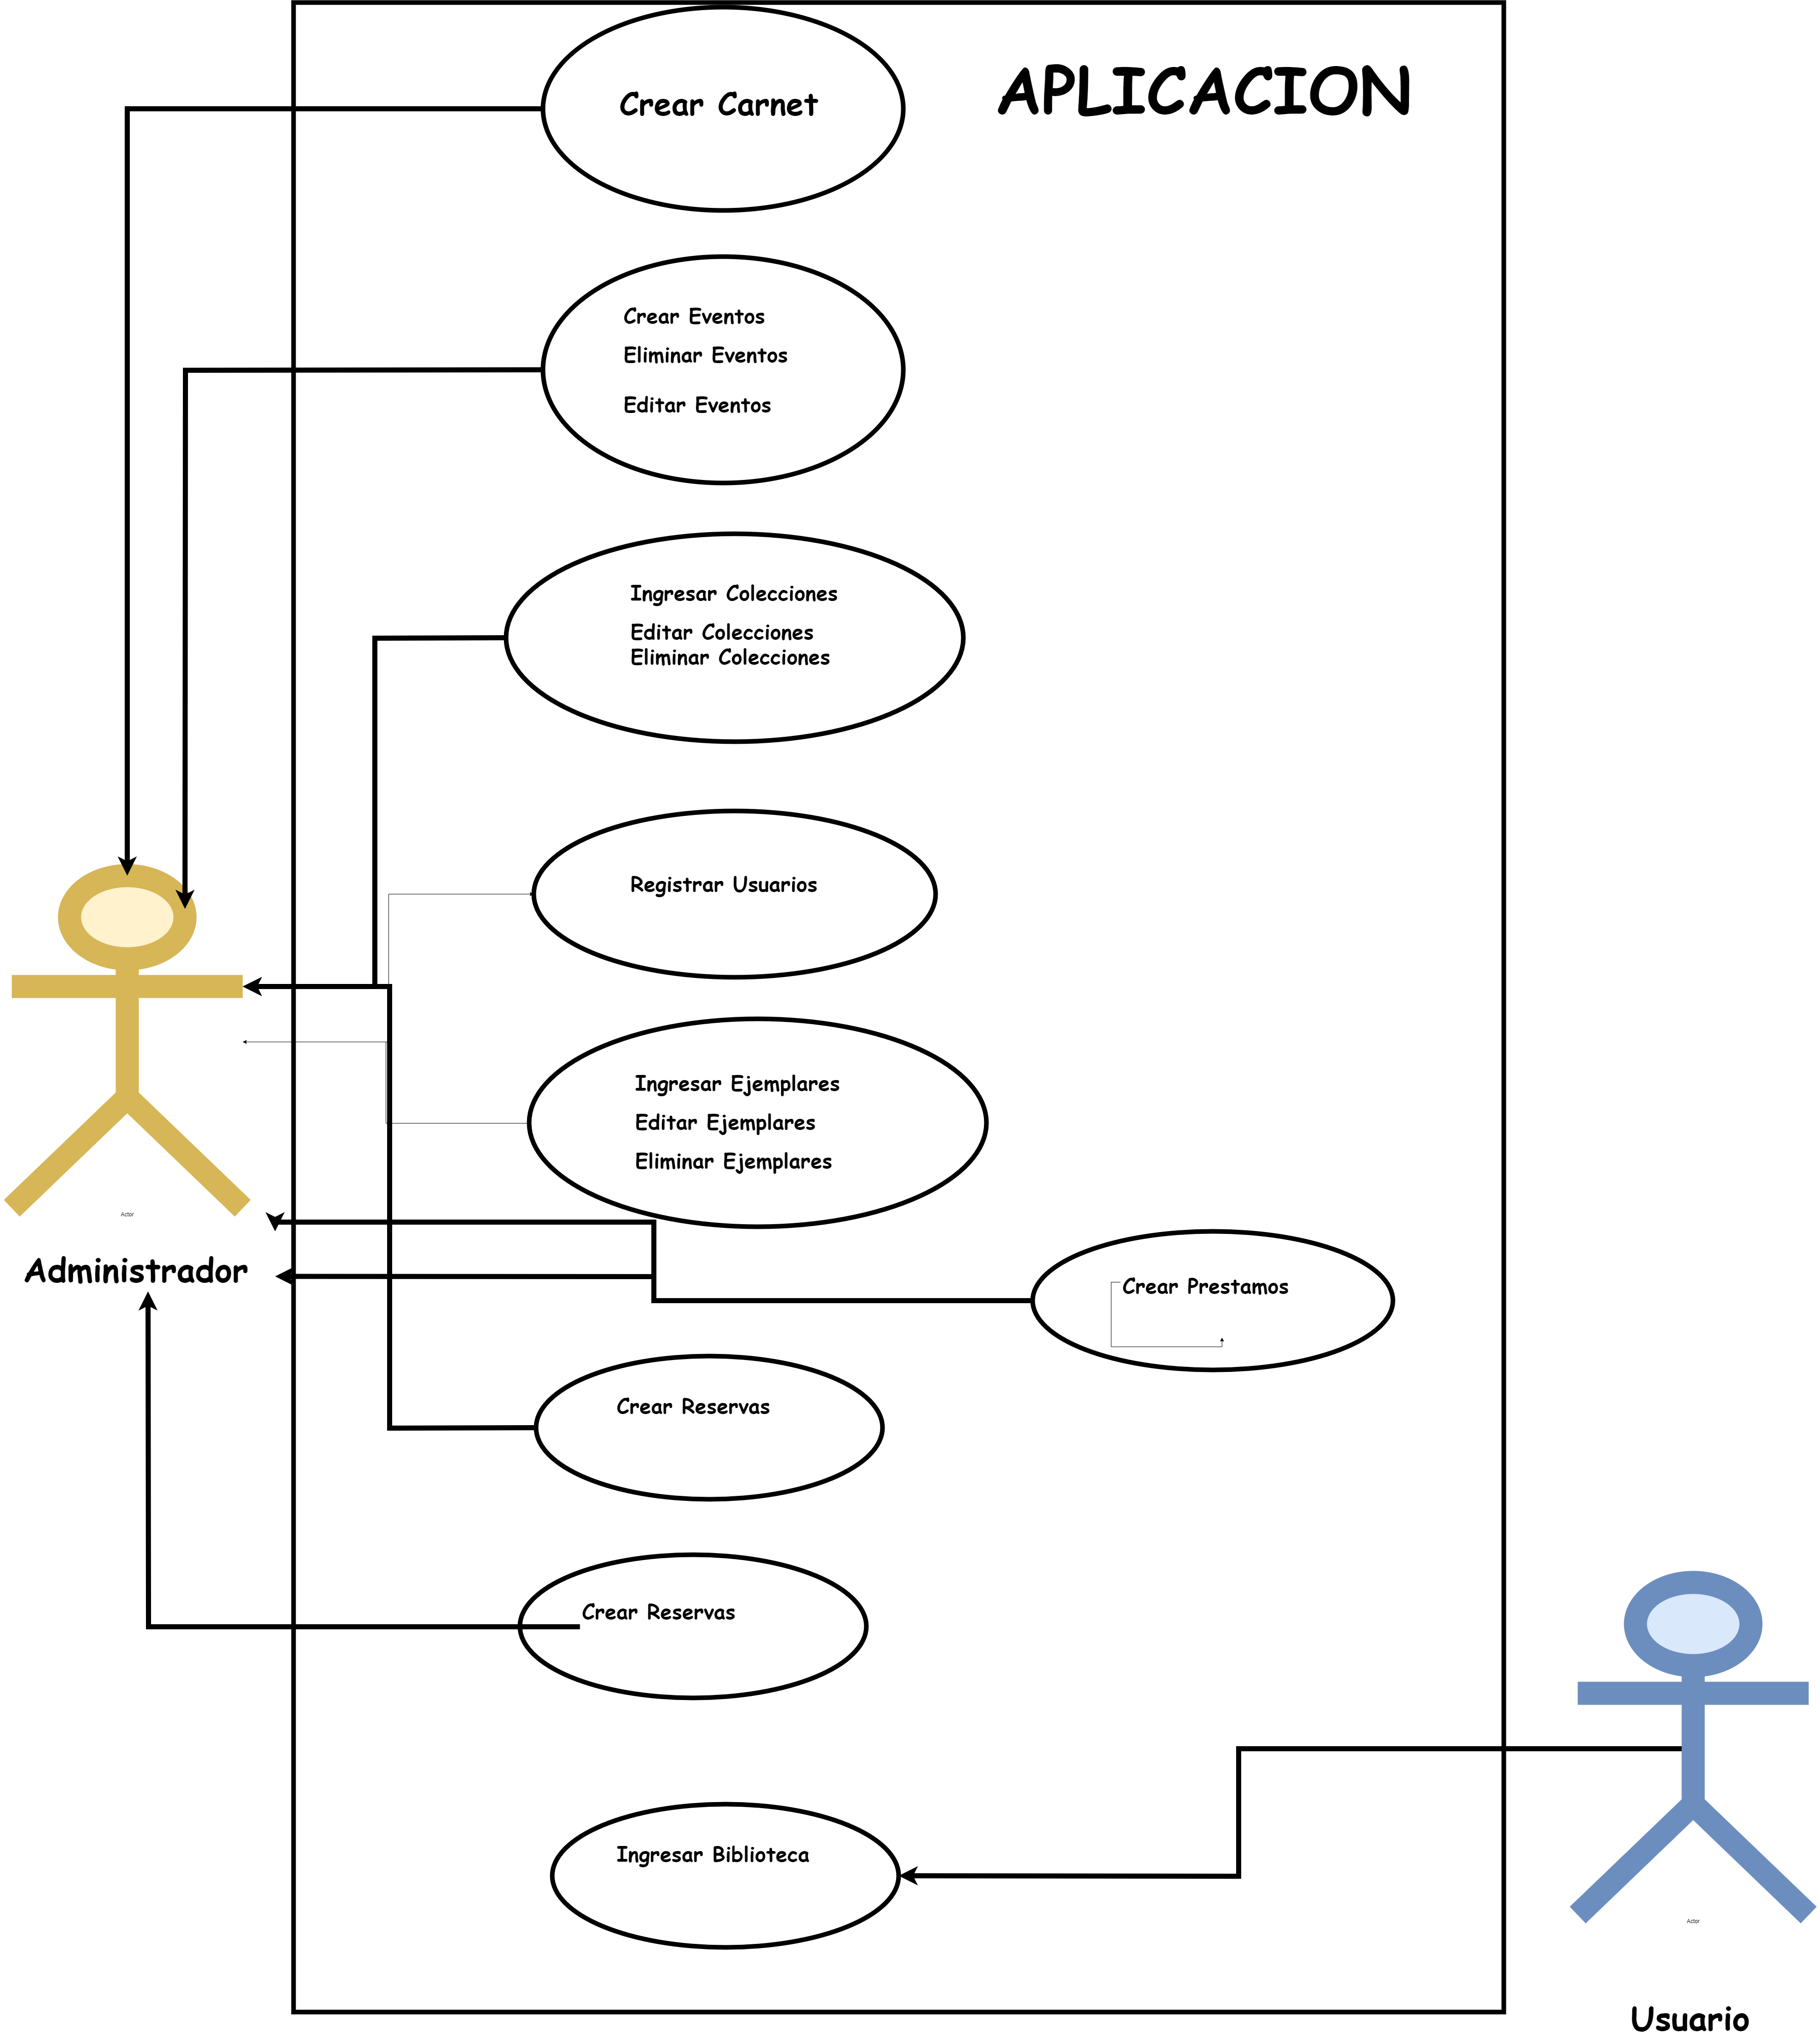 APLICACION
Crear Carnet
Crear Eventos
Eliminar Eventos
Editar Eventos
Ingresar Colecciones
Editar Colecciones
Eliminar Colecciones
Registrar Usuarios
Ingresar Ejemplares
Editar Ejemplares
Eliminar Ejemplares
Actor
Administrador
Crear Prestamos
Crear Reservas
Crear Reservas
Ingresar Biblioteca
Actor
Usuario